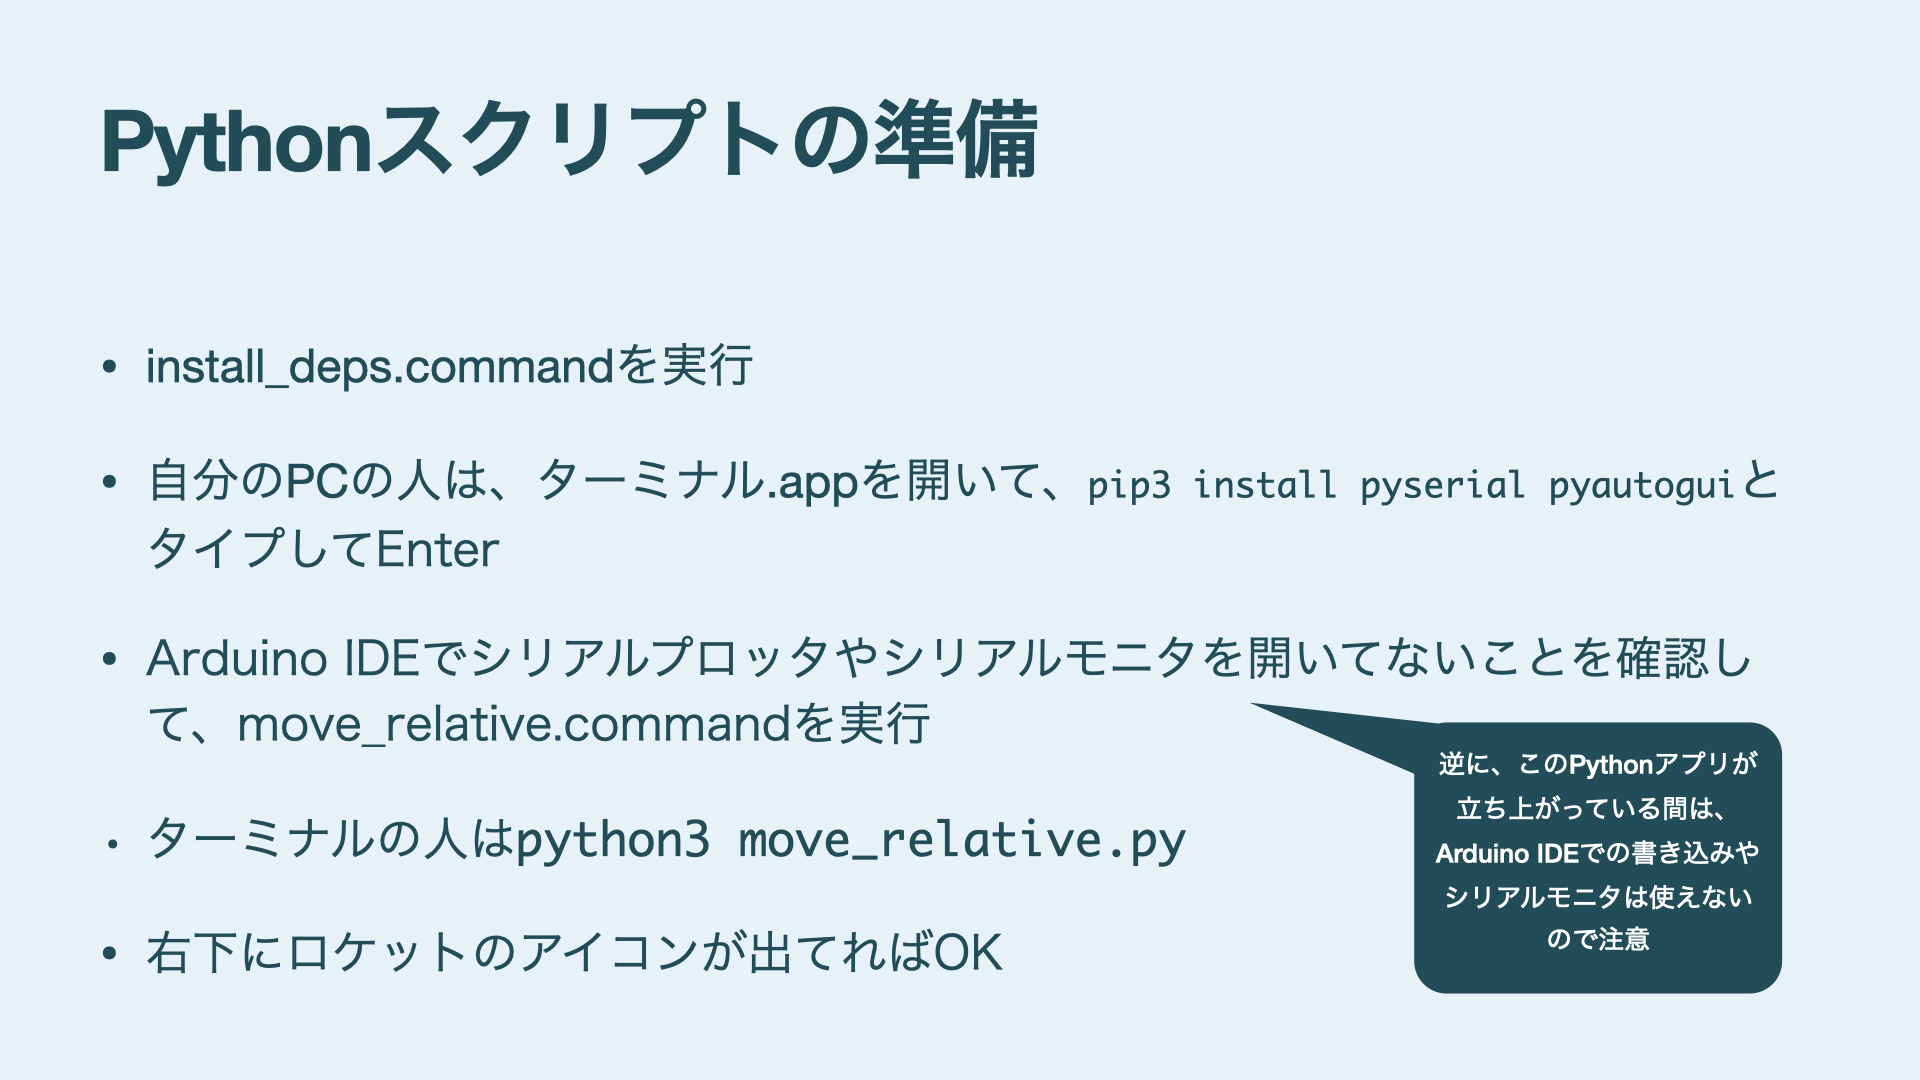 Pythonスクリプトの準備
• install_deps.commandを実行
• 自分のPCの人は、ターミナル.appを開いて、pip3 install pyserial pyautoguiと
タイプしてEnter
• Arduino IDEでシリアルプロッタやシリアルモニタを開いてないことを確認し
て、move_relative.commandを実行
• ターミナルの人はpython3 move_relative.py
• 右下にロケットのアイコンが出てればOK
逆に、このPythonアプリが
立ち上がっている間は、
Arduino IDEでの書き込みや
シリアルモニタは使えない
ので注意